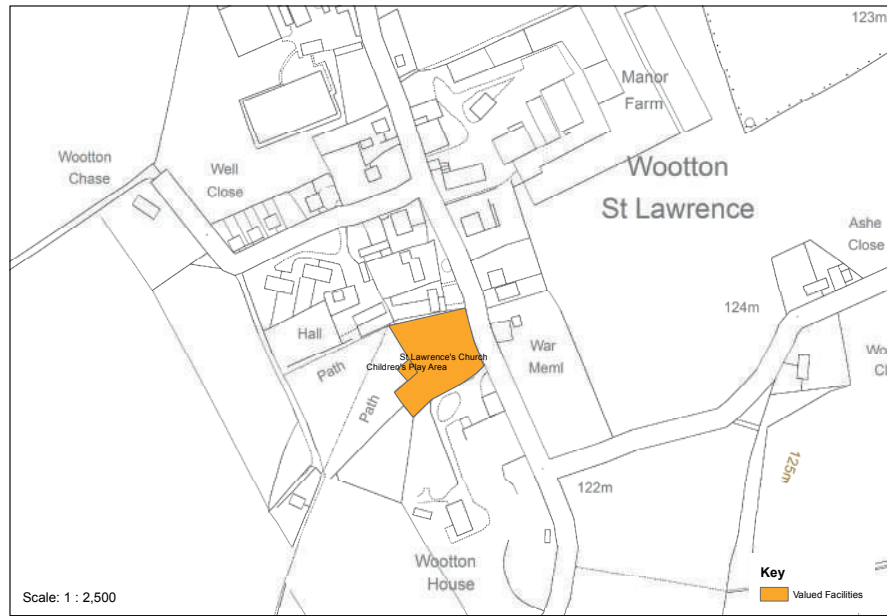 123m
Manor
Farm
Wootton
Chase
Well
Close
Wootton
St Lawrence
Ashe
Close
124m
Hall
Path
St Lawrence's Church
Children's Play Area
War
Meml
Path
125m
122m
Wootton
House
Key
Valued Facilities
Scale: 1 : 2,500